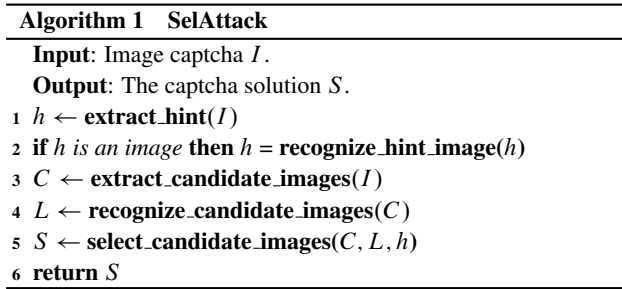 Algorithm 1 SelAttack
Input: Image captcha I.
Output: The captcha solution S.
1 h ← extract_hint(I)
2 if h is an image then h = recognize_hint_image(h)
3 C ← extract_candidate_images(I)
4 L ← recognize_candidate_images(C)
5 S ← select_candidate_images(C, L, h)
6 return S